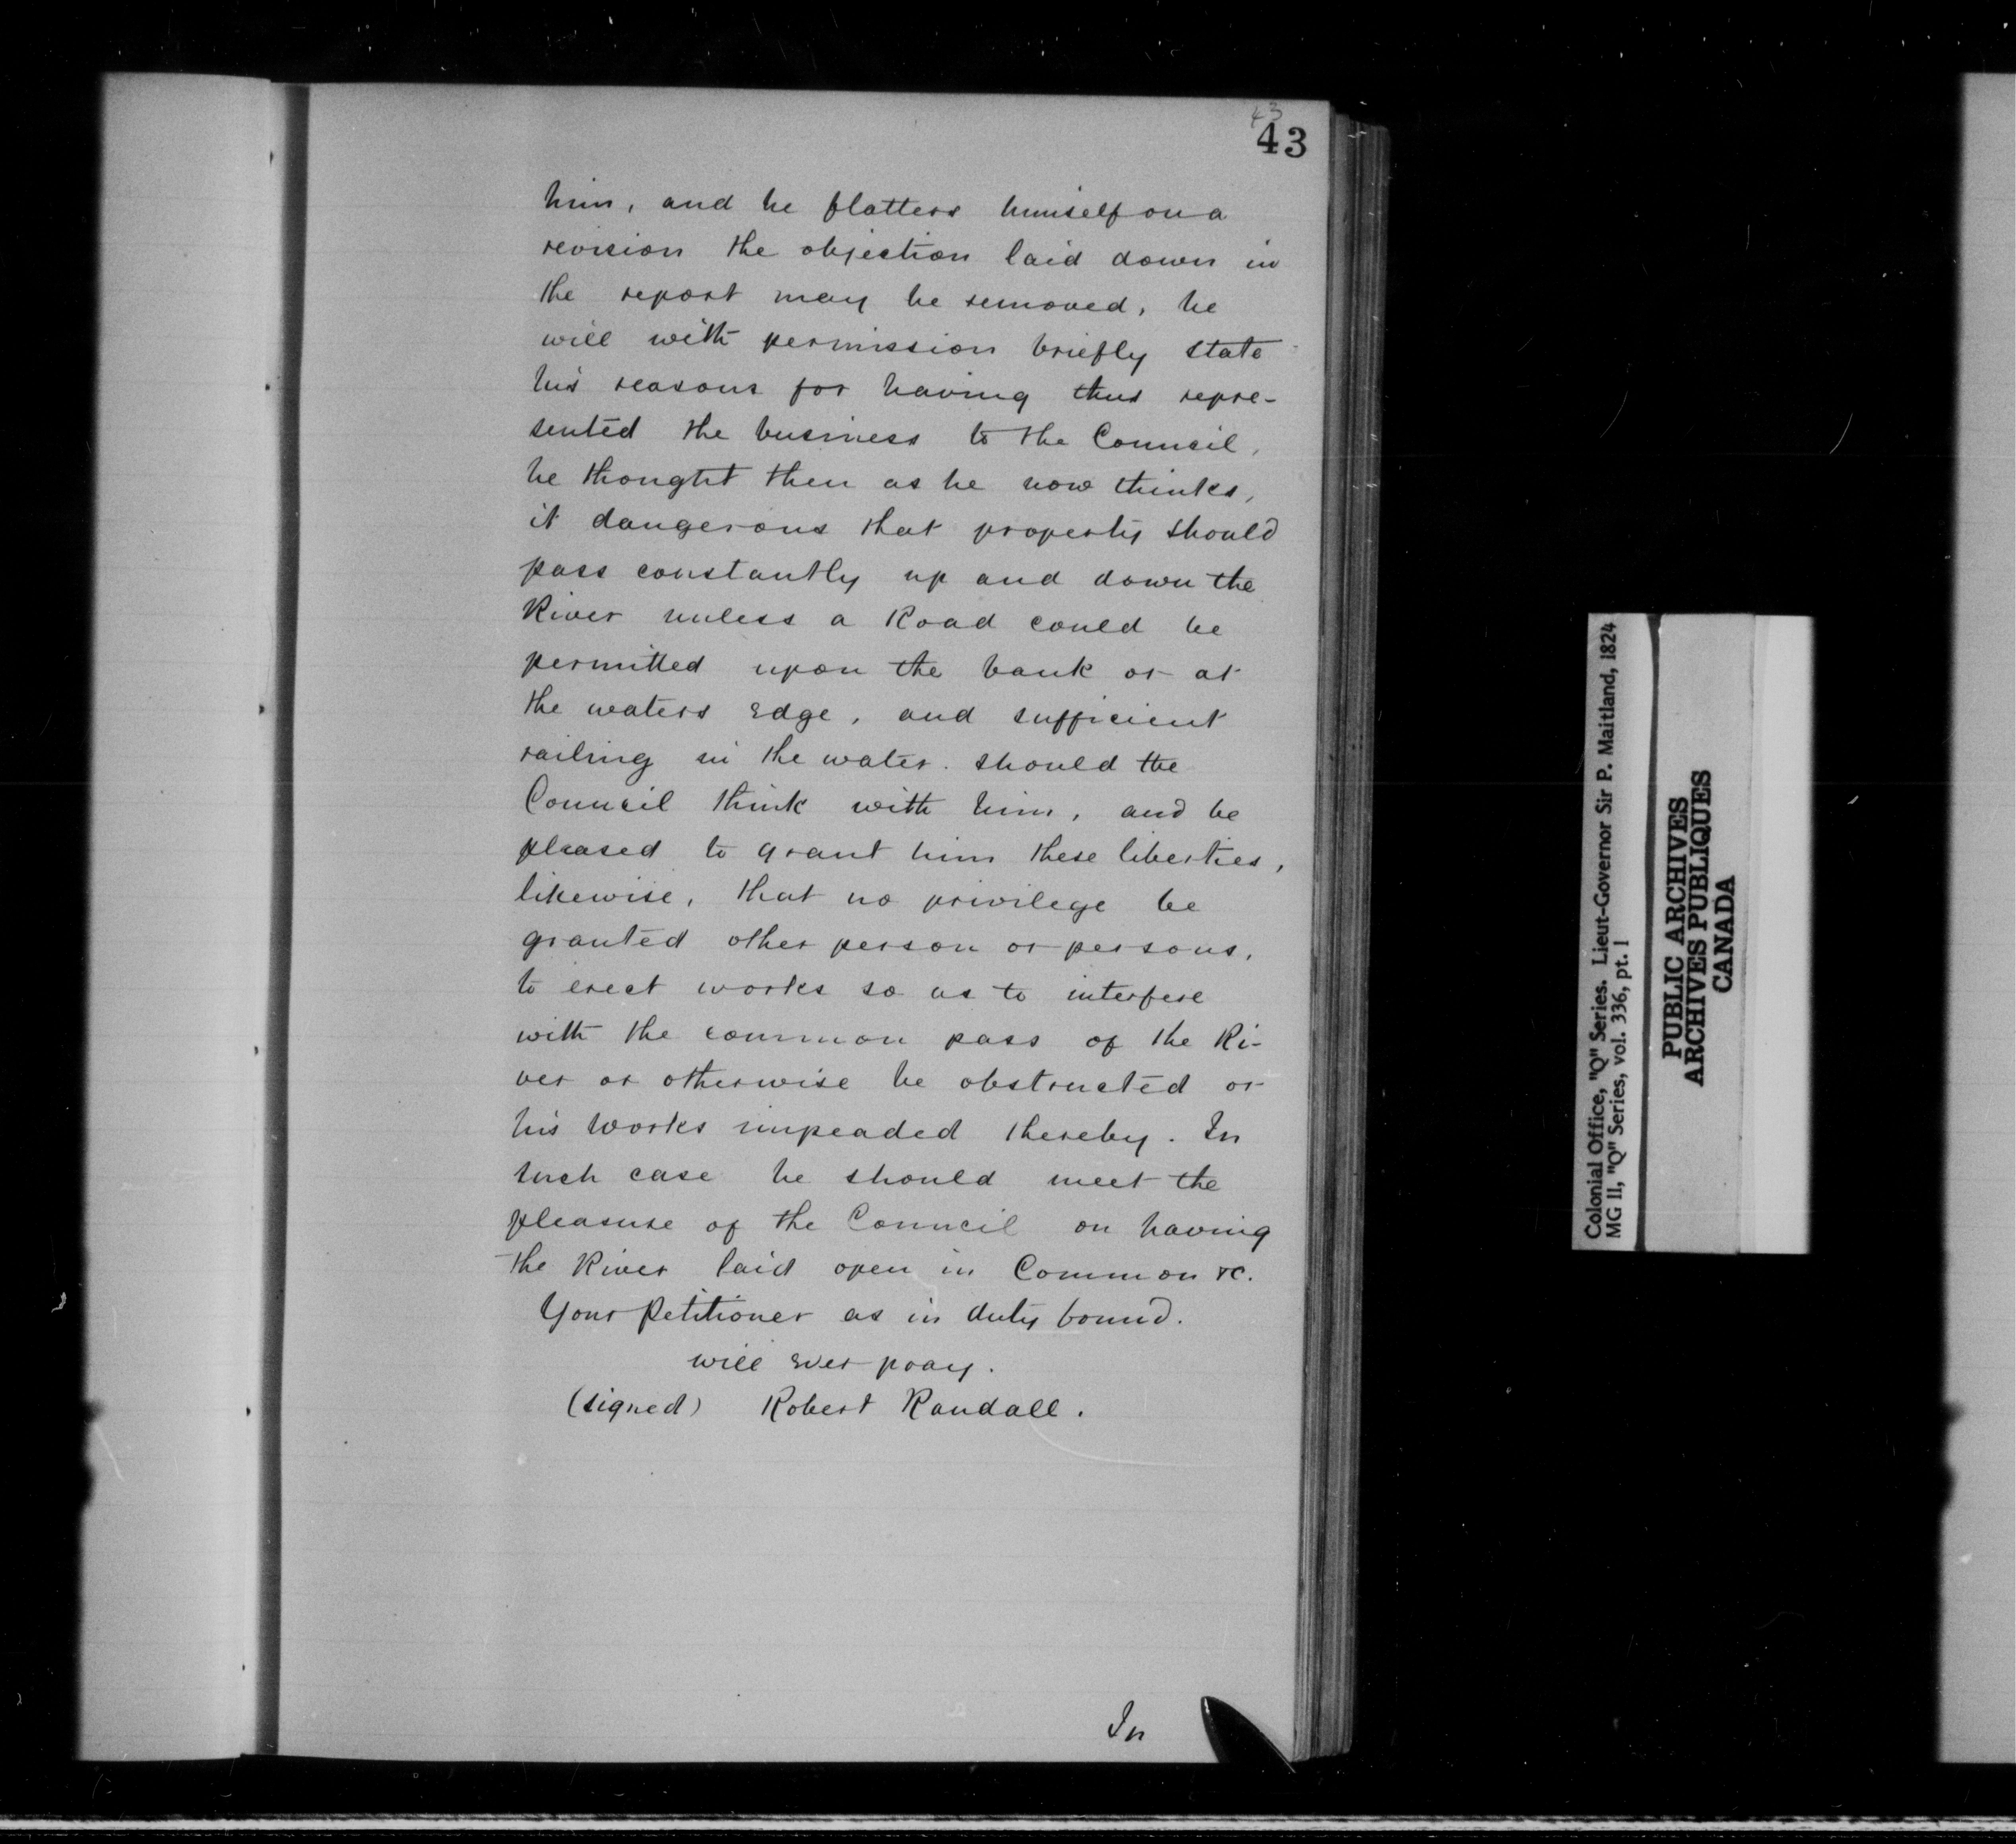 43
43
him, and he flatters himself on a
revision the objection laid down in
the report may be removed, he
will with permission briefly state
his reasons for having thus repre-
sented the business to the Council,
he thought then as he now thinks,
it dangerous that property should
pass constantly up and down the
River unless a Road could be
permitted upon the bank or at
the waters edge, and sufficient
railing in the water. should the
Council think with him, and be
pleased to grant him these liberties,
likewise, that no privilege be
granted other person or persons,
to erect works so as to interfere
with the common pass of the Ri-
ver or otherwise be obstructed or
his works impeaded thereby. In
such case he should meet the
pleasure of the Council on having
the River laid open in Common &c.
Your Petitioner as in duty bound.
will ever pray.
(signed) Robert Randall.
In
Colonial Office, "Q" Series. Lieut-Governor Sir P. Maitland, 1824
MG 11, "Q" Series, vol. 336, pt. 1
PUBLIC ARCHIVES
ARCHIVES PUBLIQUES
CANADA